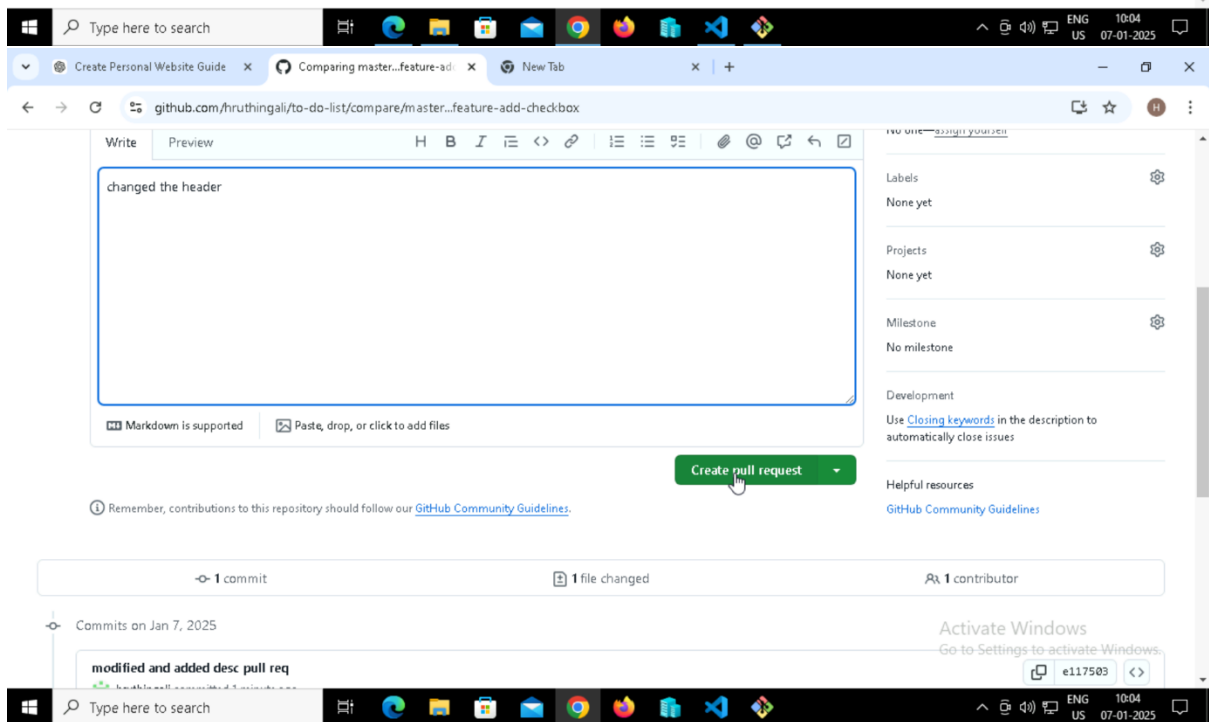 Type here to search
ENG
US
10:04
07-01-2025
Create Personal Website Guide
Comparing master...feature-add
New Tab
github.com/hruthingali/to-do-list/compare/master...feature-add-checkbox
Write
Preview
H B I
No one—assign yourself
changed the header
Labels
None yet
Projects
None yet
Milestone
No milestone
Development
Use Closing keywords in the description to
automatically close issues
Markdown is supported
Paste, drop, or click to add files
Create pull request
Helpful resources
GitHub Community Guidelines
Remember, contributions to this repository should follow our GitHub Community Guidelines.
1 commit
1 file changed
1 contributor
Commits on Jan 7, 2025
Activate Windows
Go to Settings to activate Windows.
modified and added desc pull req
e117503
Type here to search
ENG
US
10:04
07-01-2025